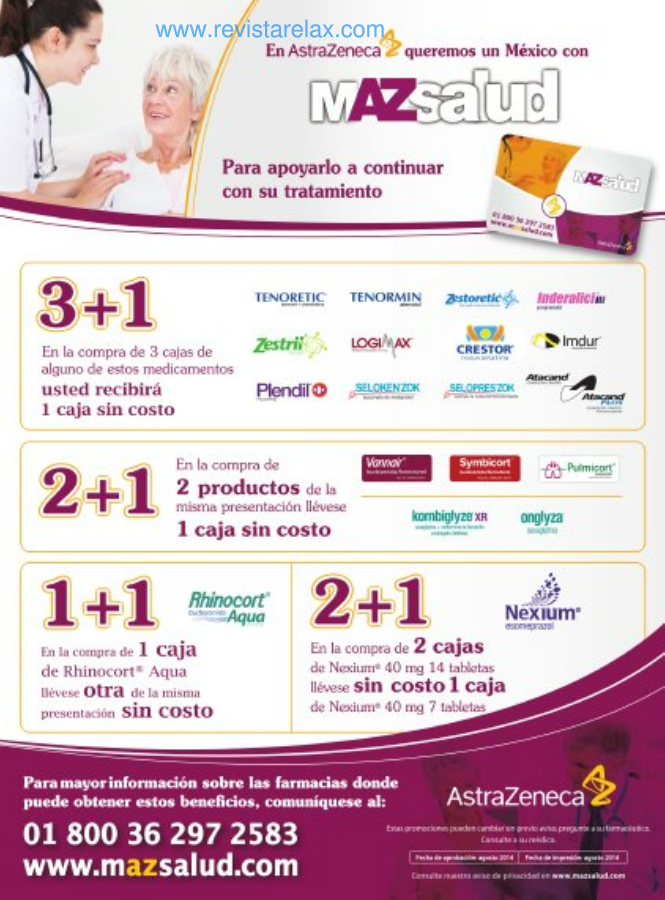 www.revistarelax.com
En AstraZeneca queremos un México con
MAZsalud
Para apoyarlo a continuar
con su tratamiento
MAZsalud
01 800 36 297 2583
www.mazsalud.com
3+1
En la compra de 3 cajas de
alguno de estos medicamentos
usted recibirá
1 caja sin costo
TENORETIC TENORMIN Zestoretic Inderalici
Zestril LOGIMAX CRESTOR Imdur
Plendil SELOKEN ZOK SELOPRES ZOK Atacand Atacand PLUS
2+1
En la compra de
2 productos de la
misma presentación llévese
1 caja sin costo
Vannair Symbicort Pulmicort
kombiglyze XR onglyza
1+1
Rhinocort®
Aqua
En la compra de 1 caja
de Rhinocort® Aqua
llévese otra de la misma
presentación sin costo
2+1
Nexium®
esomeprazol
En la compra de 2 cajas
de Nexium® 40 mg 14 tabletas
llévese sin costo 1 caja
de Nexium® 40 mg 7 tabletas
Para mayor información sobre las farmacias donde
puede obtener estos beneficios, comuníquese al:
01 800 36 297 2583
www.mazsalud.com
AstraZeneca
Estas promociones pueden cambiar sin previo aviso, pregunte a su farmacéutico.
Consulte a su médico.
Fecha de aprobación: agosto 2014 Fecha de impresión: agosto 2014
Consulte nuestro aviso de privacidad en www.mazsalud.com